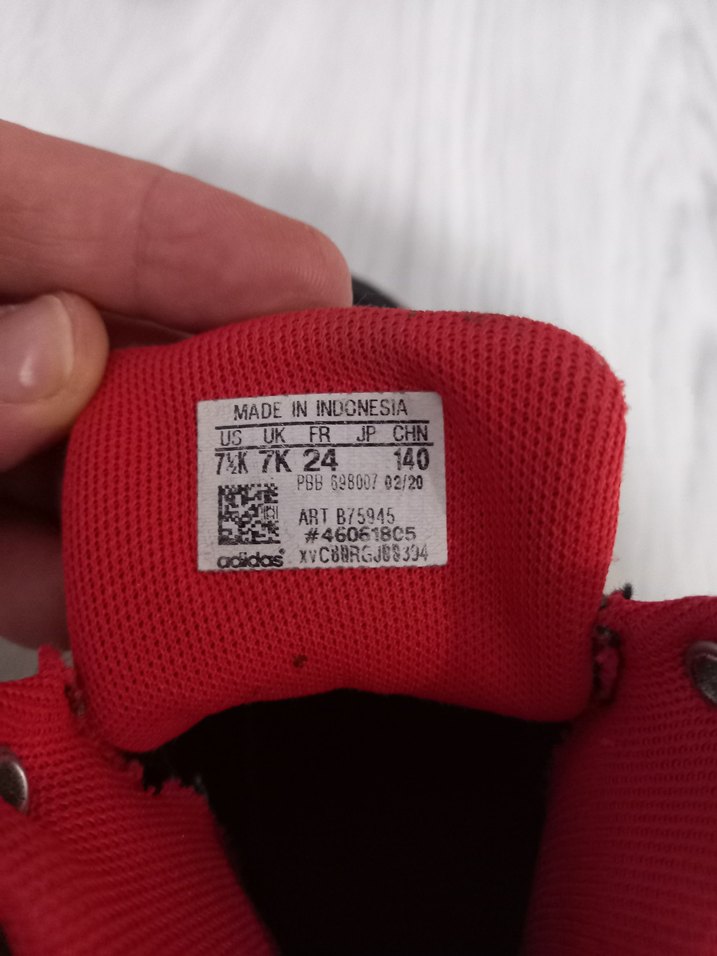 MADE IN INDONESIA
US UK FR JP CHN
7½K 7K 24 140
PBB 698007 02/20
ART B75945
#460618C5
adidas